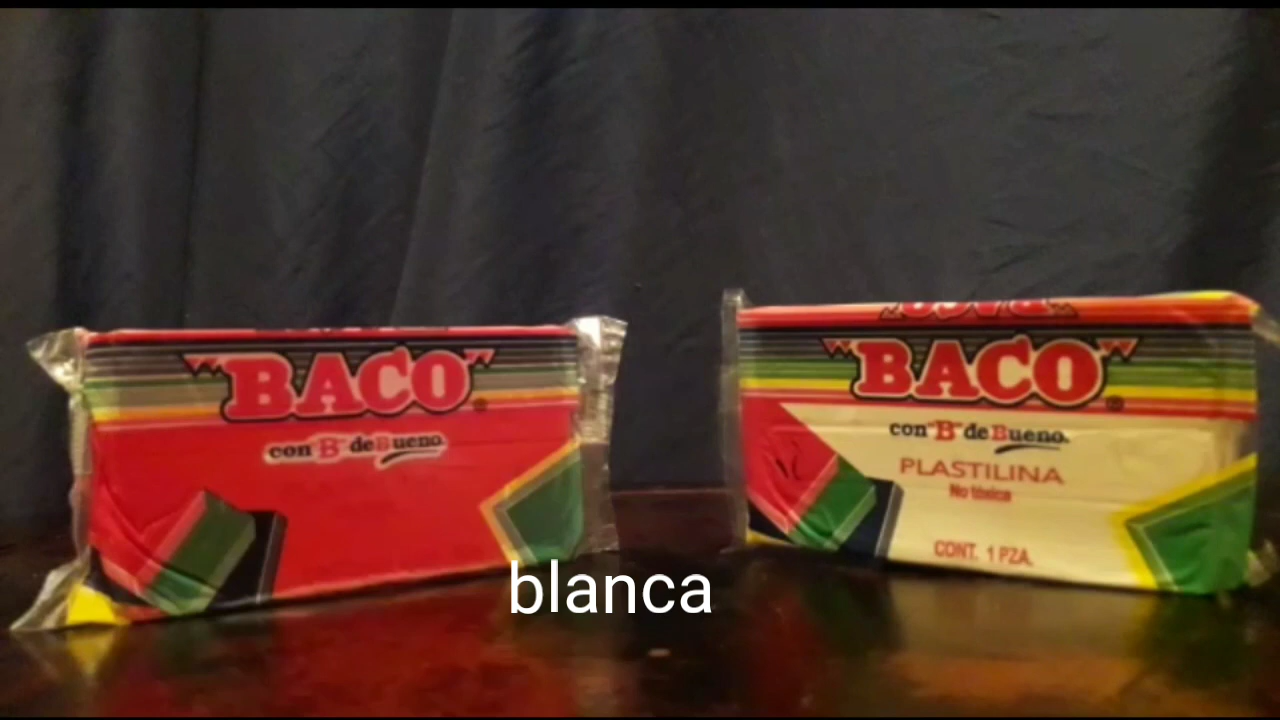 "BACO"
con "B" de Bueno.
"BACO"
con "B" de Bueno.
PLASTILINA
No tóxica
CONT. 1 PZA.
blanca